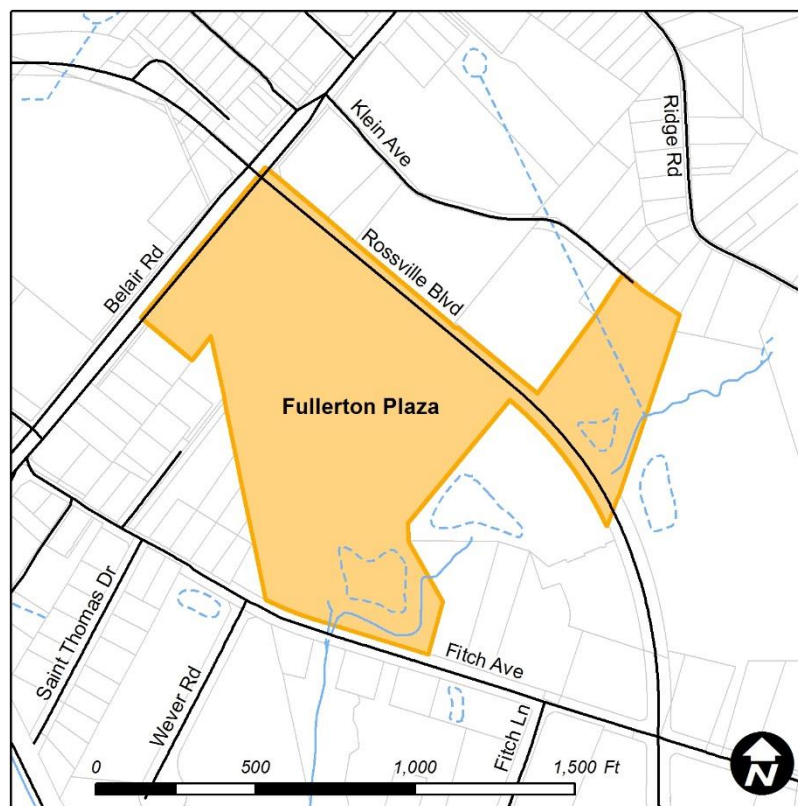 Klein Ave
Ridge Rd
Rossville Blvd
Belair Rd
Fullerton Plaza
Saint Thomas Dr
Wever Rd
Fitch Ave
Fitch Ln
0 500 1,000 1,500 Ft
N